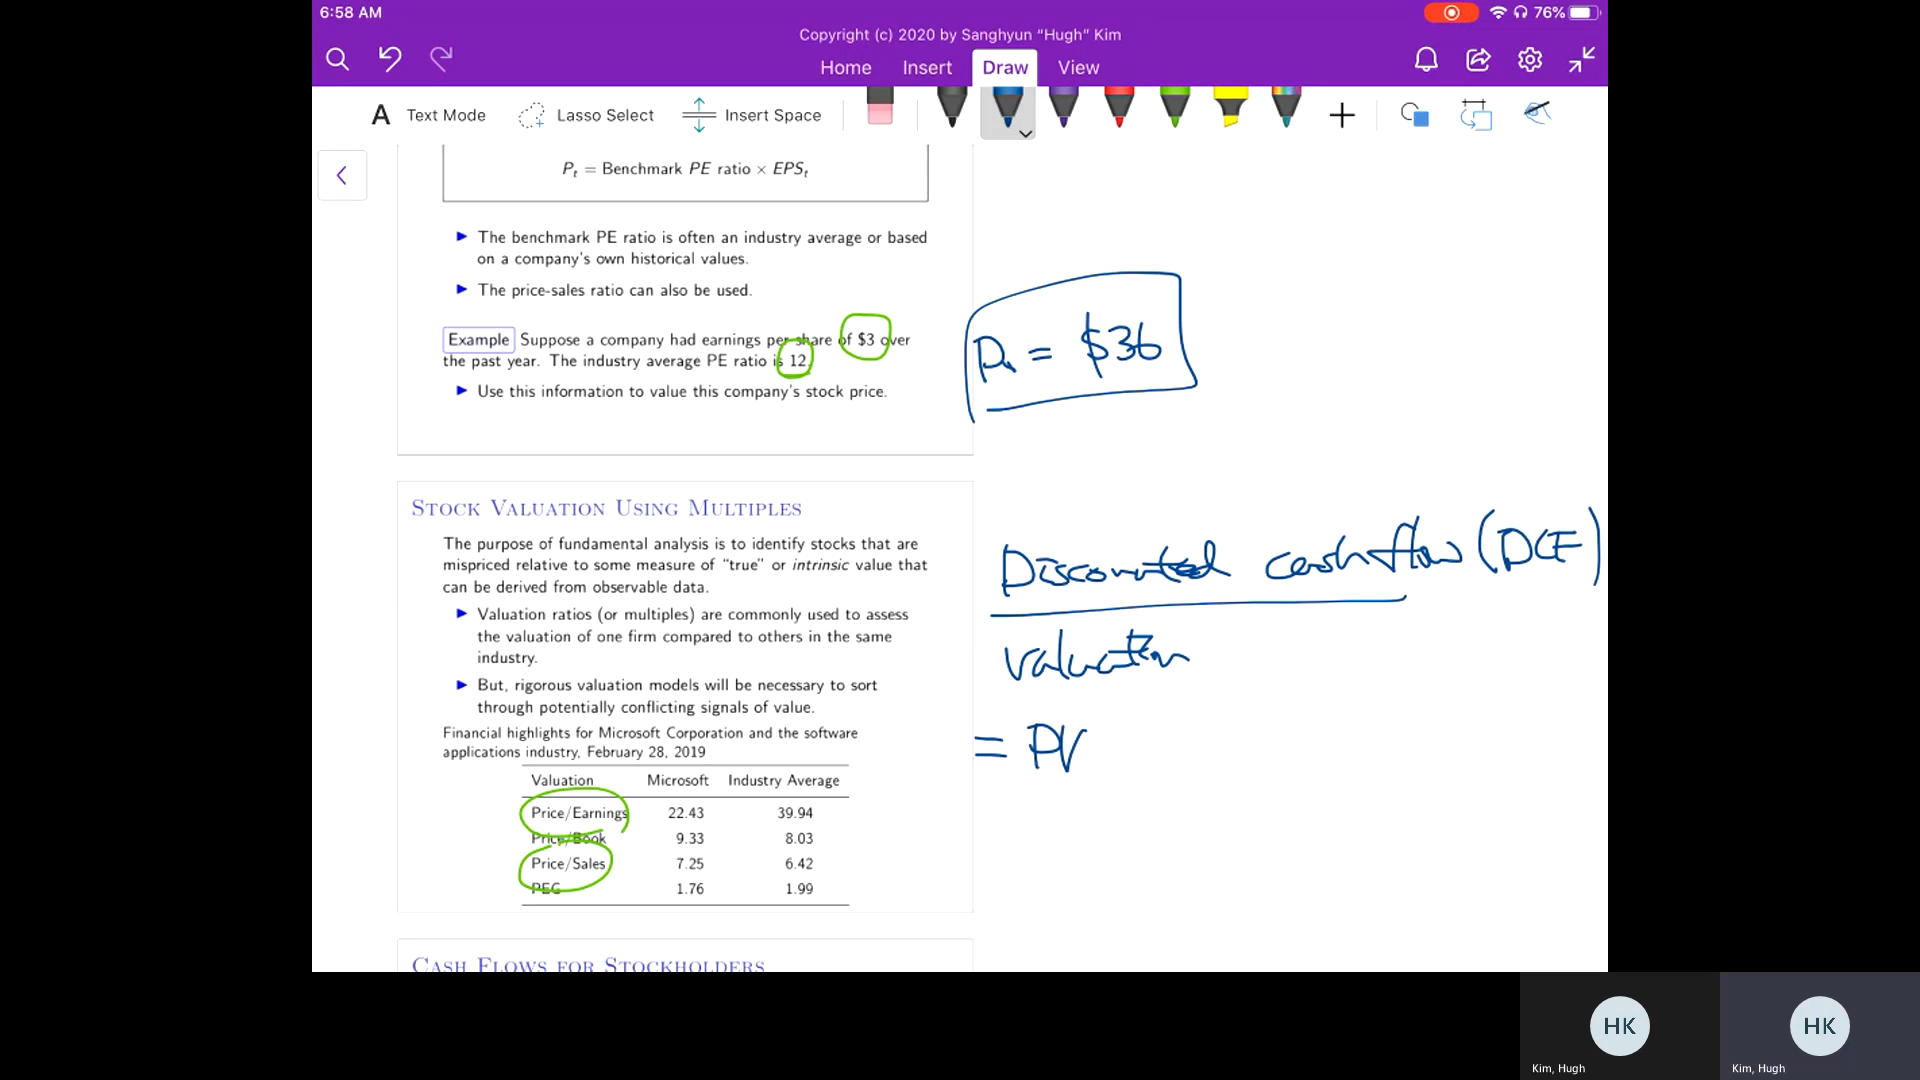 6:58 AM
76%
Copyright (c) 2020 by Sanghyun “Hugh” Kim
Home Insert Draw View
A Text Mode Lasso Select Insert Space
Pt = Benchmark PE ratio × EPSt
► The benchmark PE ratio is often an industry average or based
on a company's own historical values.
► The price-sales ratio can also be used.
Example Suppose a company had earnings per share of $3 over
the past year. The industry average PE ratio is 12.
► Use this information to value this company's stock price.
= $36
STOCK VALUATION USING MULTIPLES
The purpose of fundamental analysis is to identify stocks that are
mispriced relative to some measure of “true” or intrinsic value that
can be derived from observable data.
► Valuation ratios (or multiples) are commonly used to assess
the valuation of one firm compared to others in the same
industry.
► But, rigorous valuation models will be necessary to sort
through potentially conflicting signals of value.
Financial highlights for Microsoft Corporation and the software
applications industry, February 28, 2019
Valuation Microsoft Industry Average
Price/Earnings 22.43 39.94
Price/Book 9.33 8.03
Price/Sales 7.25 6.42
PEG 1.76 1.99
Discounted cash flow (DCF)
valuation
= PV
CASH FLOWS FOR STOCKHOLDERS
HK
Kim, Hugh
HK
Kim, Hugh